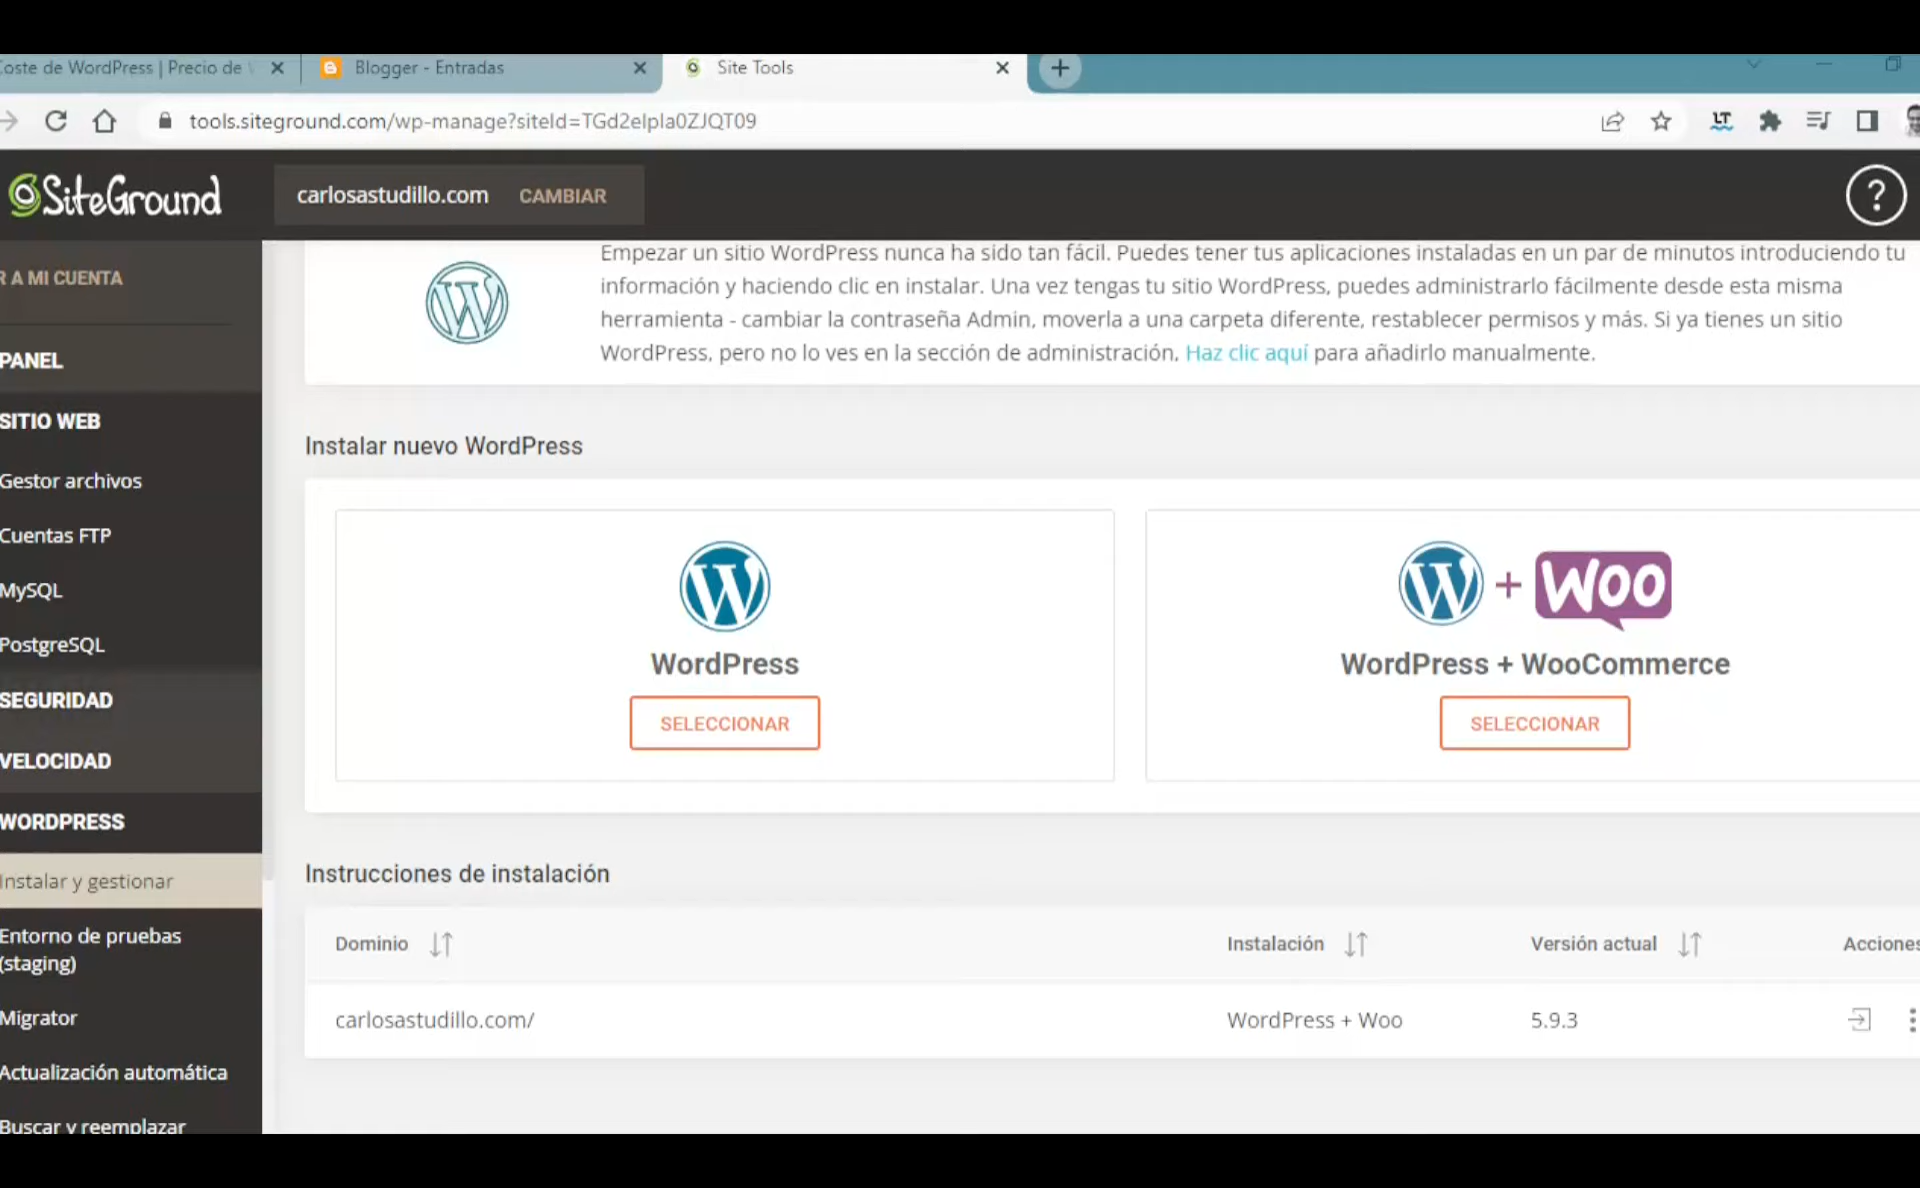 oste de WordPress | Precio de
Blogger - Entradas
Site Tools
tools.siteground.com/wp-manage?siteId=TGd2elpla0ZJQT09
LT
SiteGround
carlosastudillo.com CAMBIAR
?
R A MI CUENTA
PANEL
SITIO WEB
Gestor archivos
Cuentas FTP
MySQL
PostgreSQL
SEGURIDAD
VELOCIDAD
WORDPRESS
Instalar y gestionar
Entorno de pruebas
(staging)
Migrator
Actualización automática
Buscar y reemplazar
Empezar un sitio WordPress nunca ha sido tan fácil. Puedes tener tus aplicaciones instaladas en un par de minutos introduciendo tu
información y haciendo clic en instalar. Una vez tengas tu sitio WordPress, puedes administrarlo fácilmente desde esta misma
herramienta - cambiar la contraseña Admin, moverla a una carpeta diferente, restablecer permisos y más. Si ya tienes un sitio
WordPress, pero no lo ves en la sección de administración, Haz clic aquí para añadirlo manualmente.
Instalar nuevo WordPress
WordPress
SELECCIONAR
+ WOO
WordPress + WooCommerce
SELECCIONAR
Instrucciones de instalación
Dominio Instalación Versión actual Acciones
carlosastudillo.com/ WordPress + Woo 5.9.3